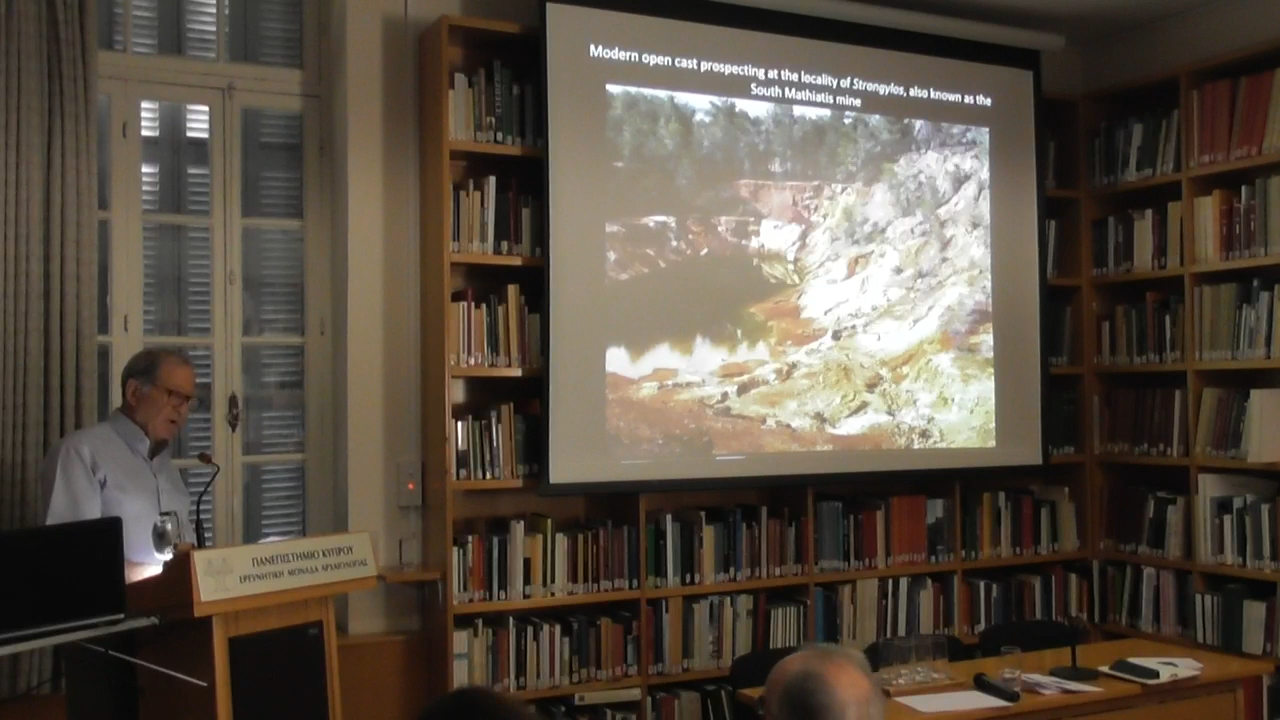 Modern open cast prospecting at the locality of Strongylos, also known as the
South Mathiatis mine
ΠΑΝΕΠΙΣΤΗΜΙΟ ΚΥΠΡΟΥ
ΕΡΕΥΝΗΤΙΚΗ ΜΟΝΑΔΑ ΑΡΧΑΙΟΛΟΓΙΑΣ